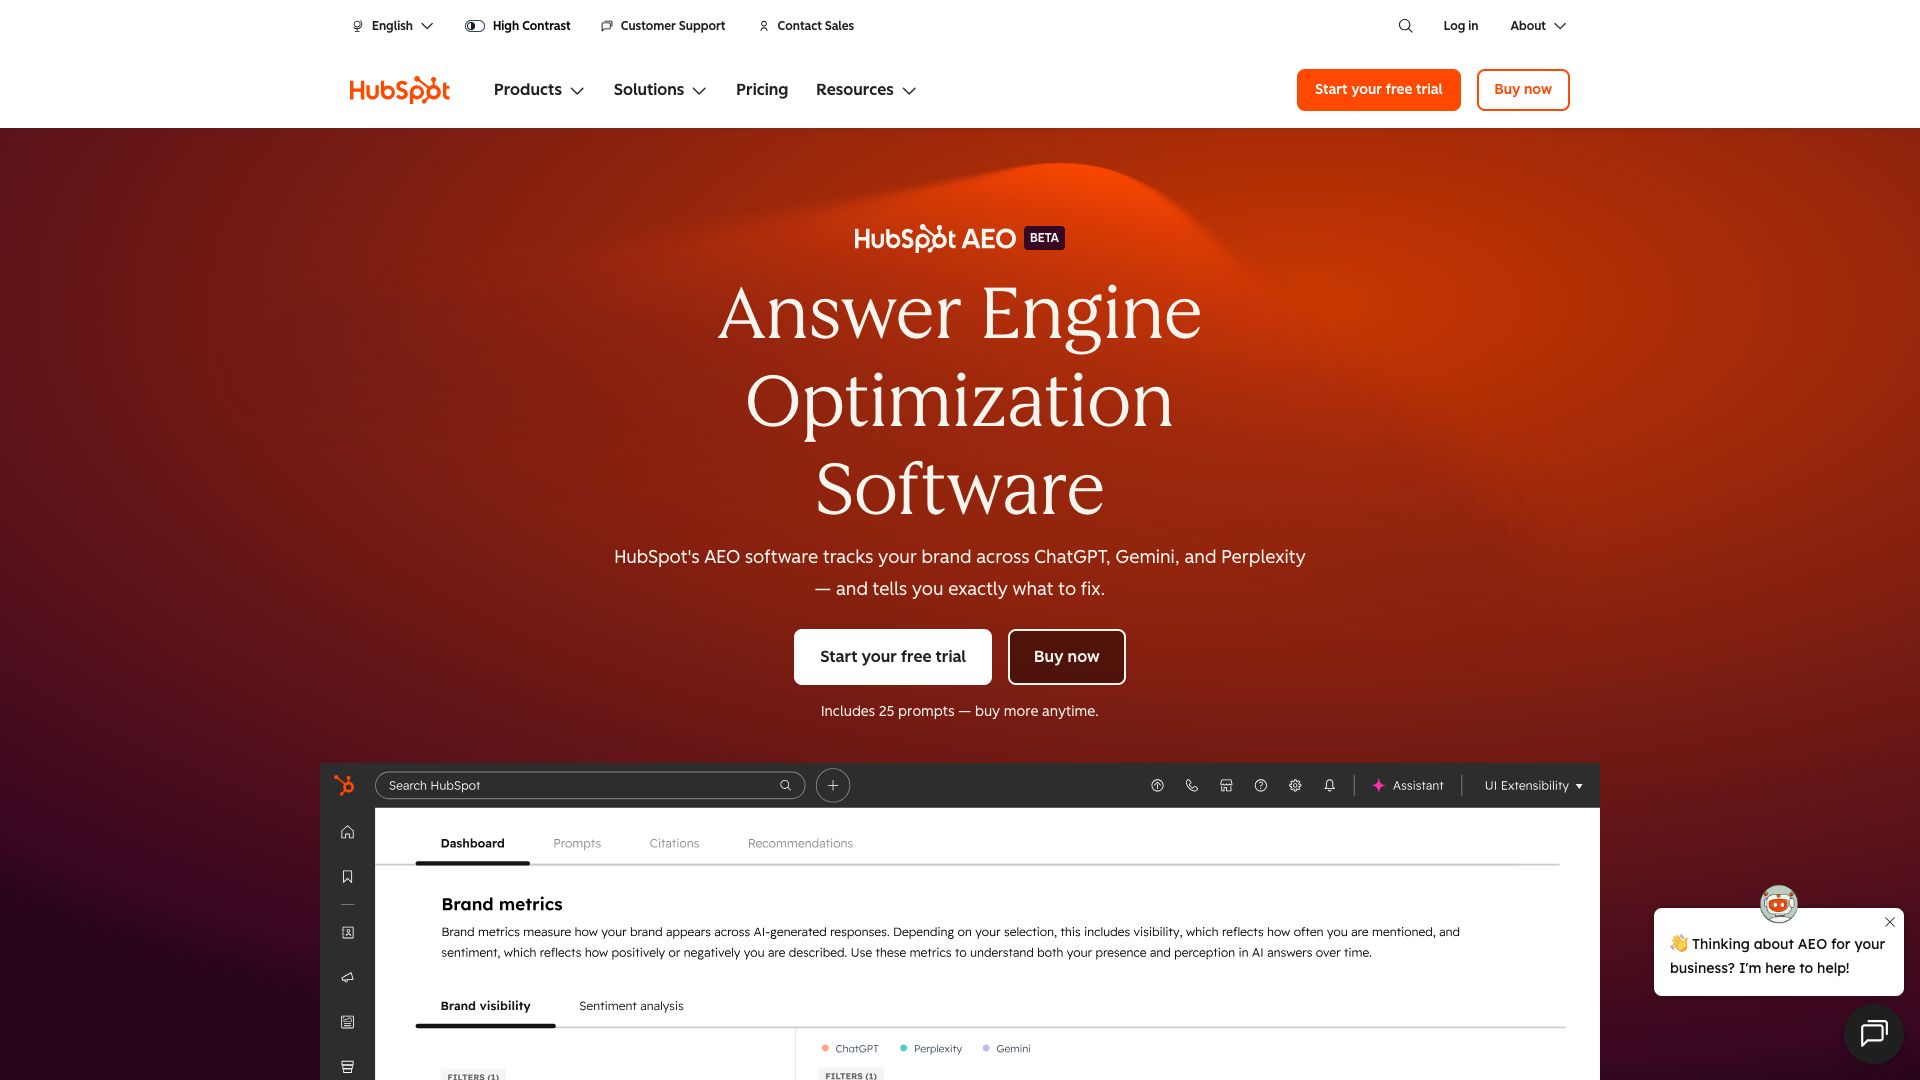 English
High Contrast
Customer Support
Contact Sales
Log in
About
HubSpot
Products
Solutions
Pricing
Resources
Start your free trial
Buy now
HubSpot AEO BETA
Answer Engine
Optimization
Software
HubSpot's AEO software tracks your brand across ChatGPT, Gemini, and Perplexity
— and tells you exactly what to fix.
Start your free trial
Buy now
Includes 25 prompts — buy more anytime.
Search HubSpot
Assistant
UI Extensibility
Dashboard
Prompts
Citations
Recommendations
Brand metrics
Brand metrics measure how your brand appears across AI-generated responses. Depending on your selection, this includes visibility, which reflects how often you are mentioned, and
sentiment, which reflects how positively or negatively you are described. Use these metrics to understand both your presence and perception in AI answers over time.
Brand visibility
Sentiment analysis
ChatGPT
Perplexity
Gemini
FILTERS (1)
FILTERS (1)
👋 Thinking about AEO for your
business? I'm here to help!